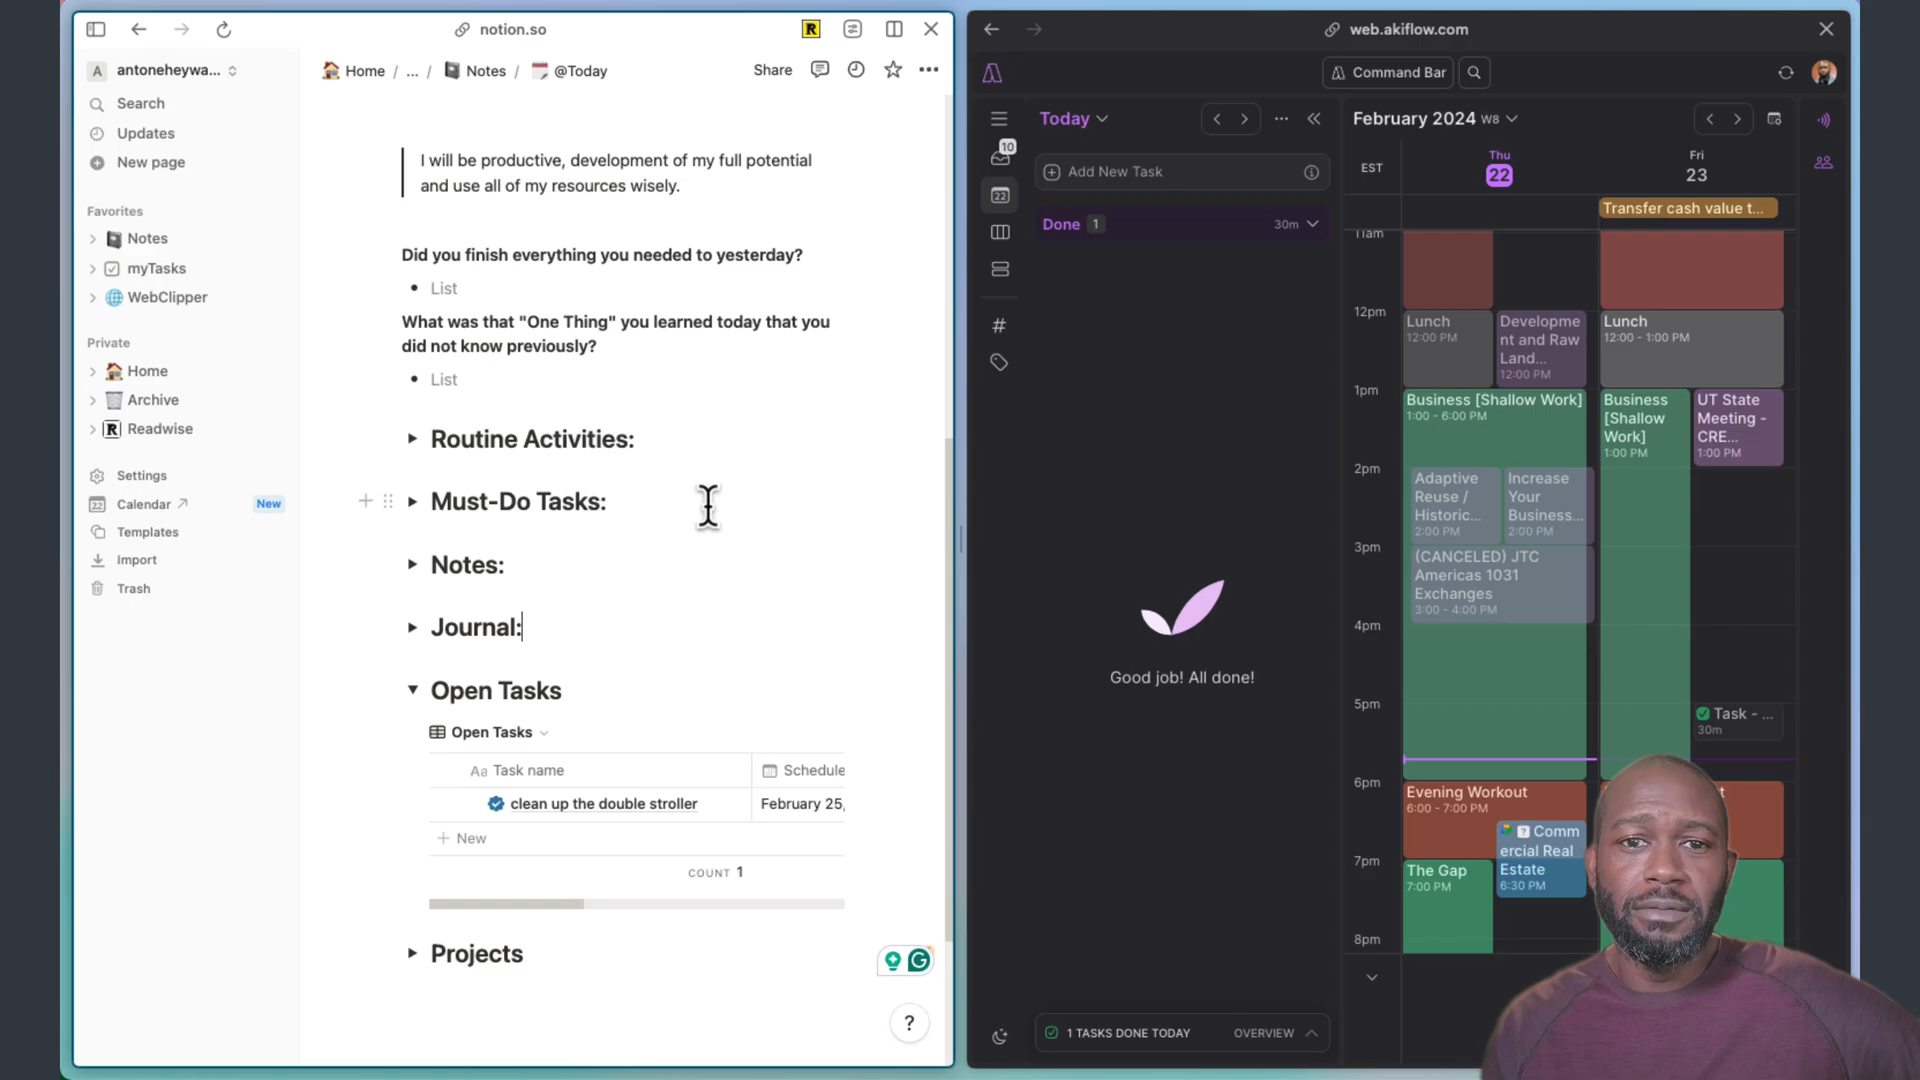 notion.so
A antoneheywa...
Search
Updates
New page
Favorites
Notes
myTasks
WebClipper
Private
Home
Archive
R Readwise
Settings
22 Calendar ↗ New
Templates
Import
Trash
Home / ... / Notes / @Today
Share
I will be productive, development of my full potential
and use all of my resources wisely.
Did you finish everything you needed to yesterday?
• List
What was that "One Thing" you learned today that you
did not know previously?
• List
Routine Activities:
Must-Do Tasks:
Notes:
Journal:
Open Tasks
Open Tasks
Aa Task name
Schedule
clean up the double stroller
February 25,
+ New
COUNT 1
Projects
?
web.akiflow.com
Command Bar
10
22
Today
Add New Task
Done 1
30m
Good job! All done!
1 TASKS DONE TODAY
OVERVIEW
February 2024 W8
EST
Thu
22
Fri
23
Transfer cash value t...
11am
12pm
1pm
2pm
3pm
4pm
5pm
6pm
7pm
8pm
Lunch
12:00 PM
Developme
nt and Raw
Land...
12:00 PM
Lunch
12:00 - 1:00 PM
Business [Shallow Work]
1:00 - 6:00 PM
Business
[Shallow
Work]
1:00 PM
UT State
Meeting -
CRE...
1:00 PM
Adaptive
Reuse /
Historic...
2:00 PM
Increase
Your
Business...
2:00 PM
(CANCELED) JTC
Americas 1031
Exchanges
3:00 - 4:00 PM
Task - ...
30m
Evening Workout
6:00 - 7:00 PM
Comm
ercial Real
Estate
6:30 PM
The Gap
7:00 PM